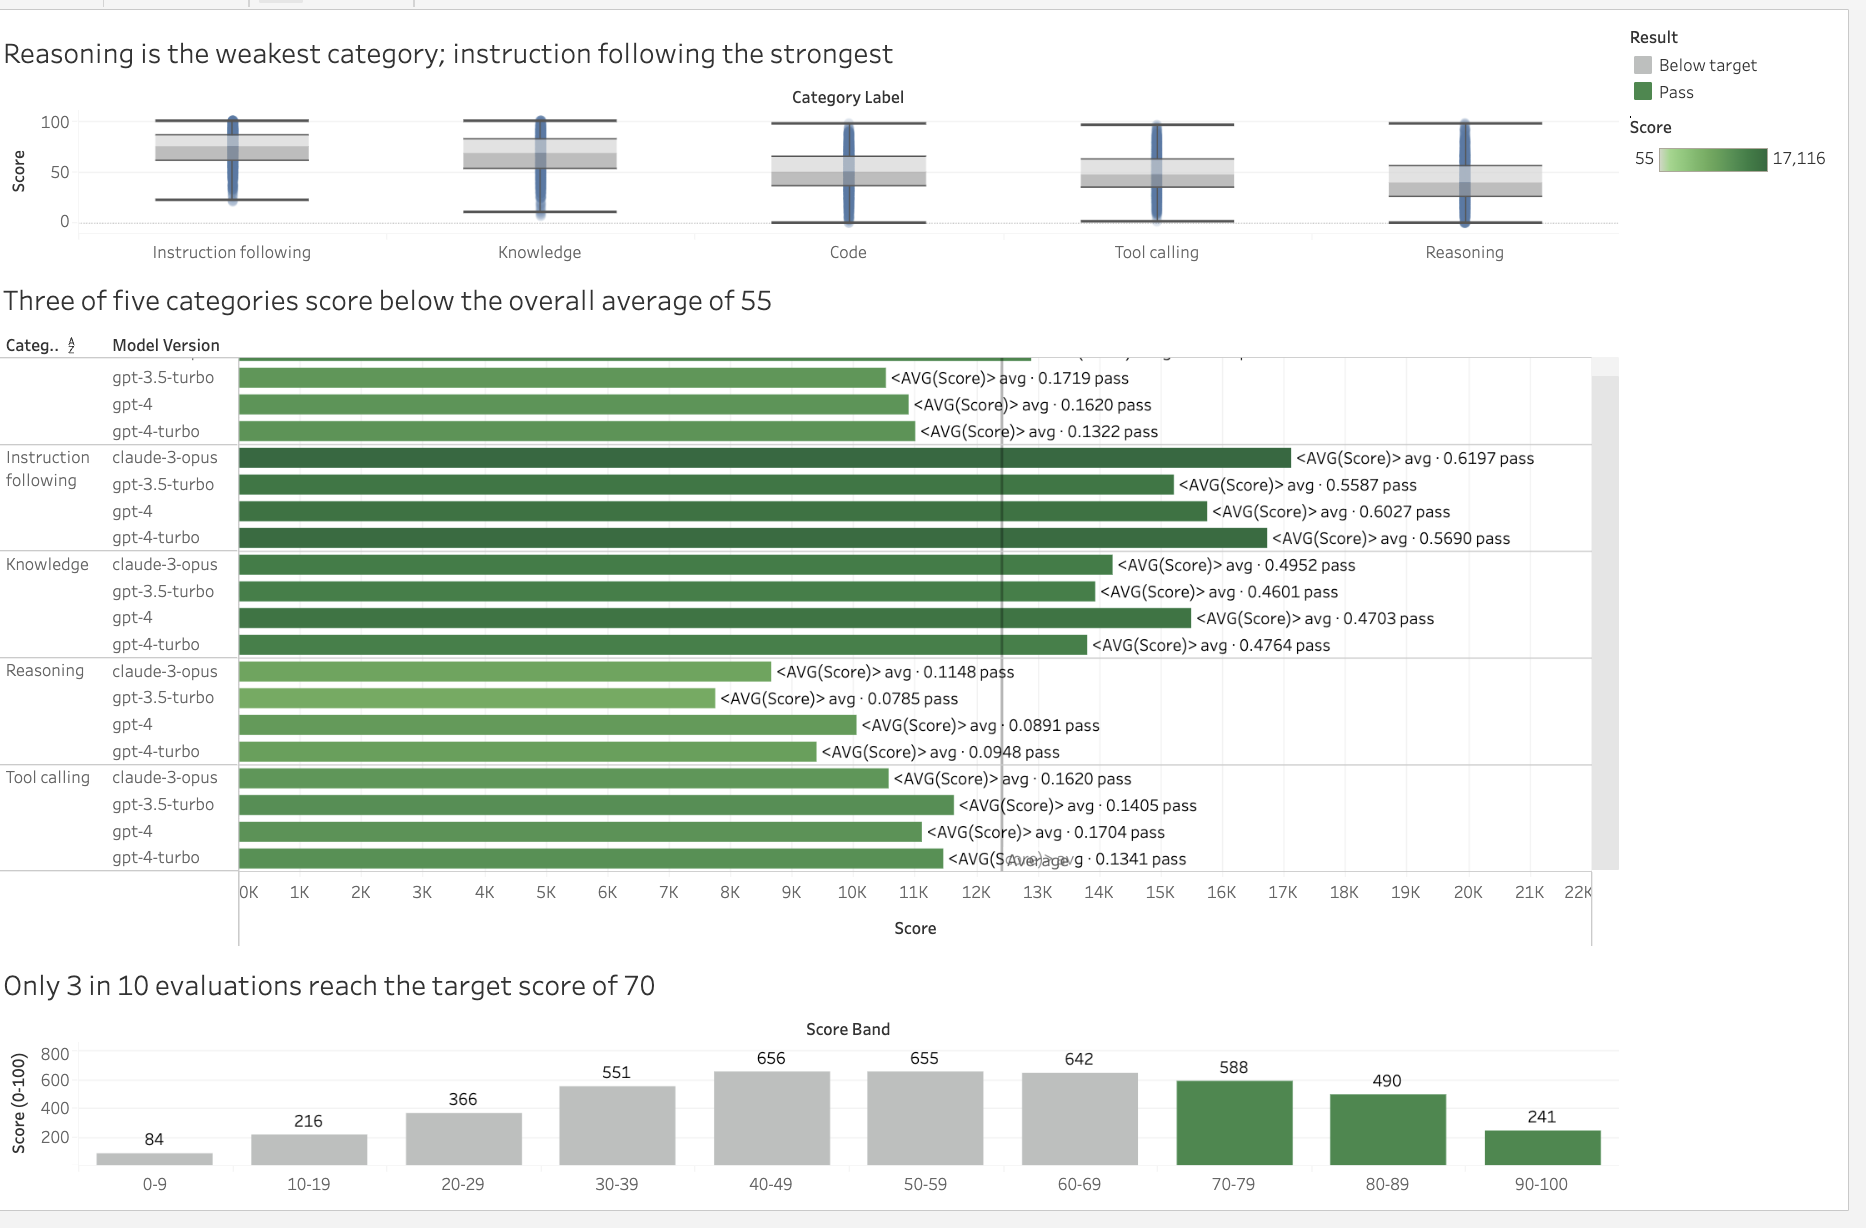 Reasoning is the weakest category; instruction following the strongest
Category Label
Score
100
50
0
Instruction following
Knowledge
Code
Tool calling
Reasoning
Result
Below target
Pass
Score
55
17,116
Three of five categories score below the overall average of 55
Categ..
Model Version
gpt-3.5-turbo <AVG(Score)> avg · 0.1719 pass
gpt-4 <AVG(Score)> avg · 0.1620 pass
gpt-4-turbo <AVG(Score)> avg · 0.1322 pass
Instruction following
claude-3-opus <AVG(Score)> avg · 0.6197 pass
gpt-3.5-turbo <AVG(Score)> avg · 0.5587 pass
gpt-4 <AVG(Score)> avg · 0.6027 pass
gpt-4-turbo <AVG(Score)> avg · 0.5690 pass
Knowledge
claude-3-opus <AVG(Score)> avg · 0.4952 pass
gpt-3.5-turbo <AVG(Score)> avg · 0.4601 pass
gpt-4 <AVG(Score)> avg · 0.4703 pass
gpt-4-turbo <AVG(Score)> avg · 0.4764 pass
Reasoning
claude-3-opus <AVG(Score)> avg · 0.1148 pass
gpt-3.5-turbo <AVG(Score)> avg · 0.0785 pass
gpt-4 <AVG(Score)> avg · 0.0891 pass
gpt-4-turbo <AVG(Score)> avg · 0.0948 pass
Tool calling
claude-3-opus <AVG(Score)> avg · 0.1620 pass
gpt-3.5-turbo <AVG(Score)> avg · 0.1405 pass
gpt-4 <AVG(Score)> avg · 0.1704 pass
gpt-4-turbo <AVG(Score)> avg · 0.1341 pass
Average
0K 1K 2K 3K 4K 5K 6K 7K 8K 9K 10K 11K 12K 13K 14K 15K 16K 17K 18K 19K 20K 21K 22K
Score
Only 3 in 10 evaluations reach the target score of 70
Score Band
Score (0-100)
800
600
400
200
84 216 366 551 656 655 642 588 490 241
0-9 10-19 20-29 30-39 40-49 50-59 60-69 70-79 80-89 90-100